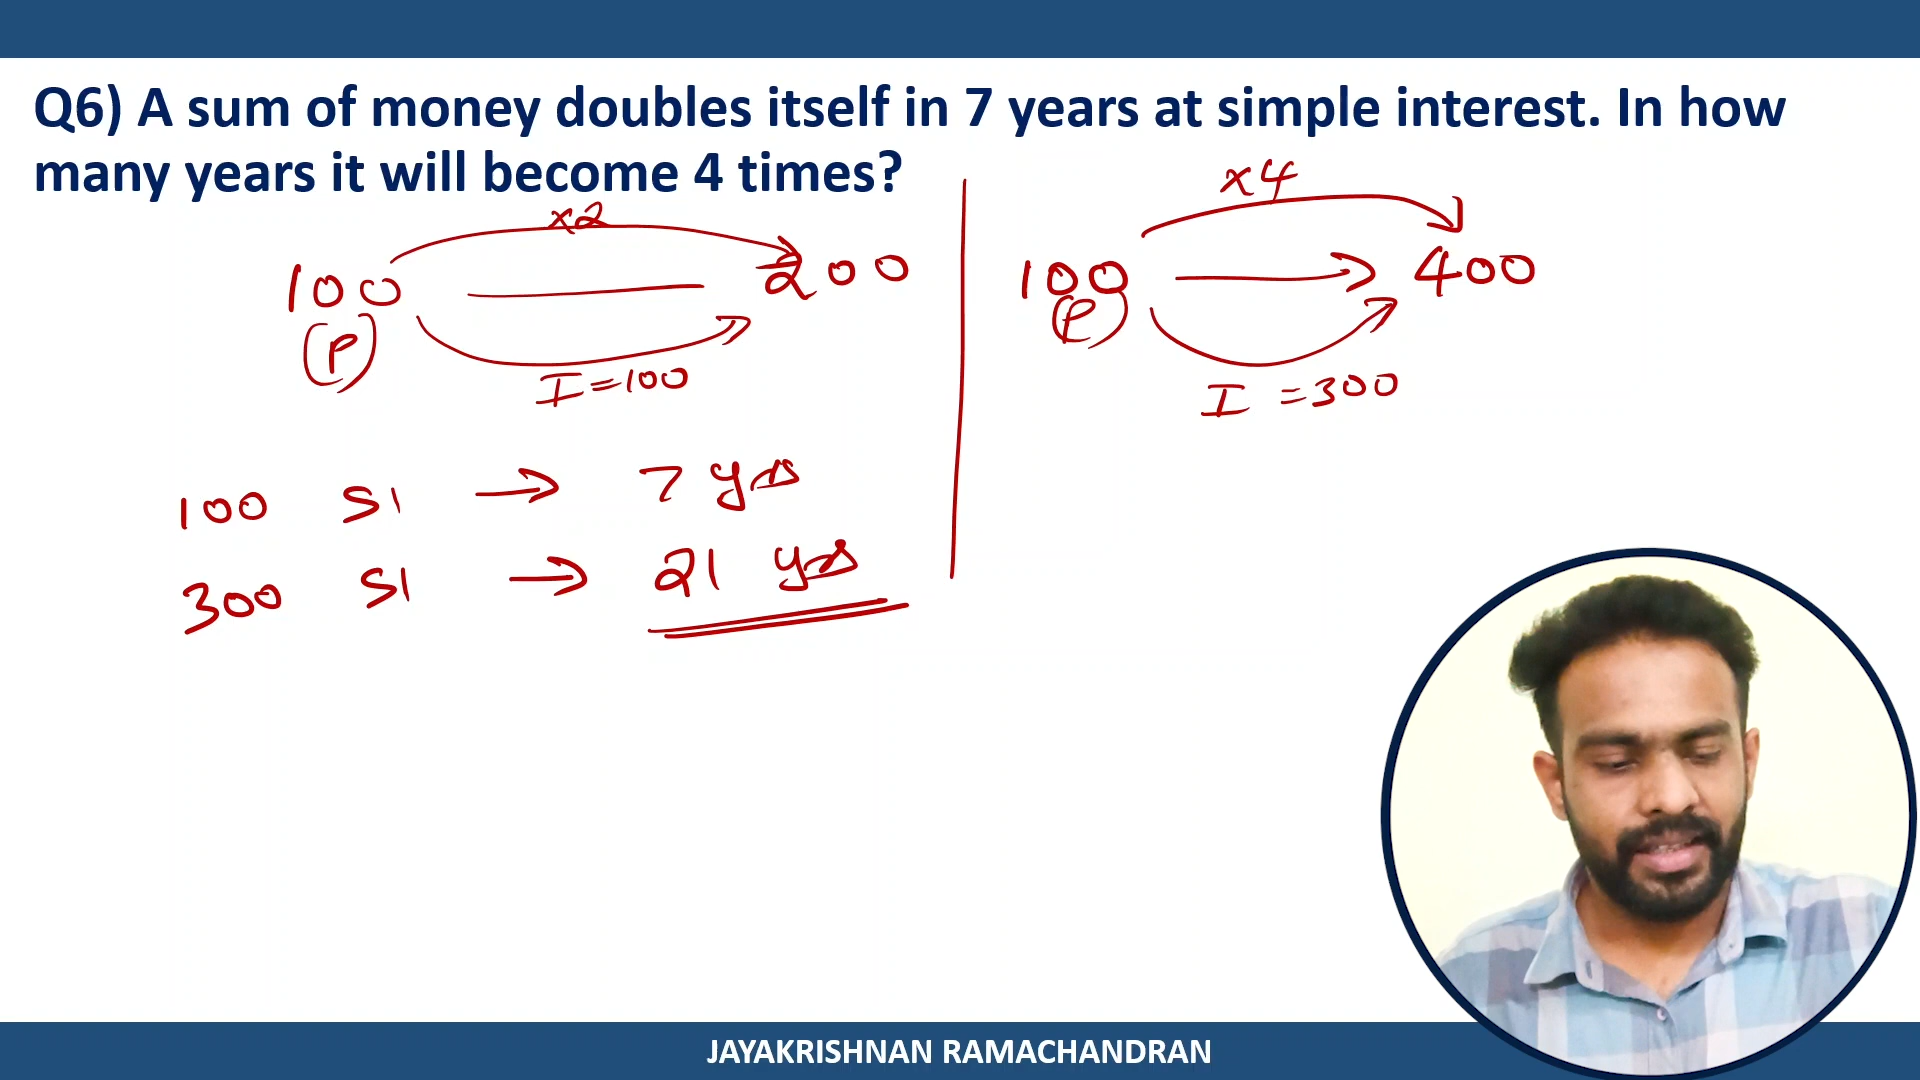 Q6) A sum of money doubles itself in 7 years at simple interest. In how
many years it will become 4 times?
x2
100 200
(P)
I=100
x4
100 400
(P)
I =300
100 SI → 7 yrs
300 SI → 21 yrs
JAYAKRISHNAN RAMACHANDRAN